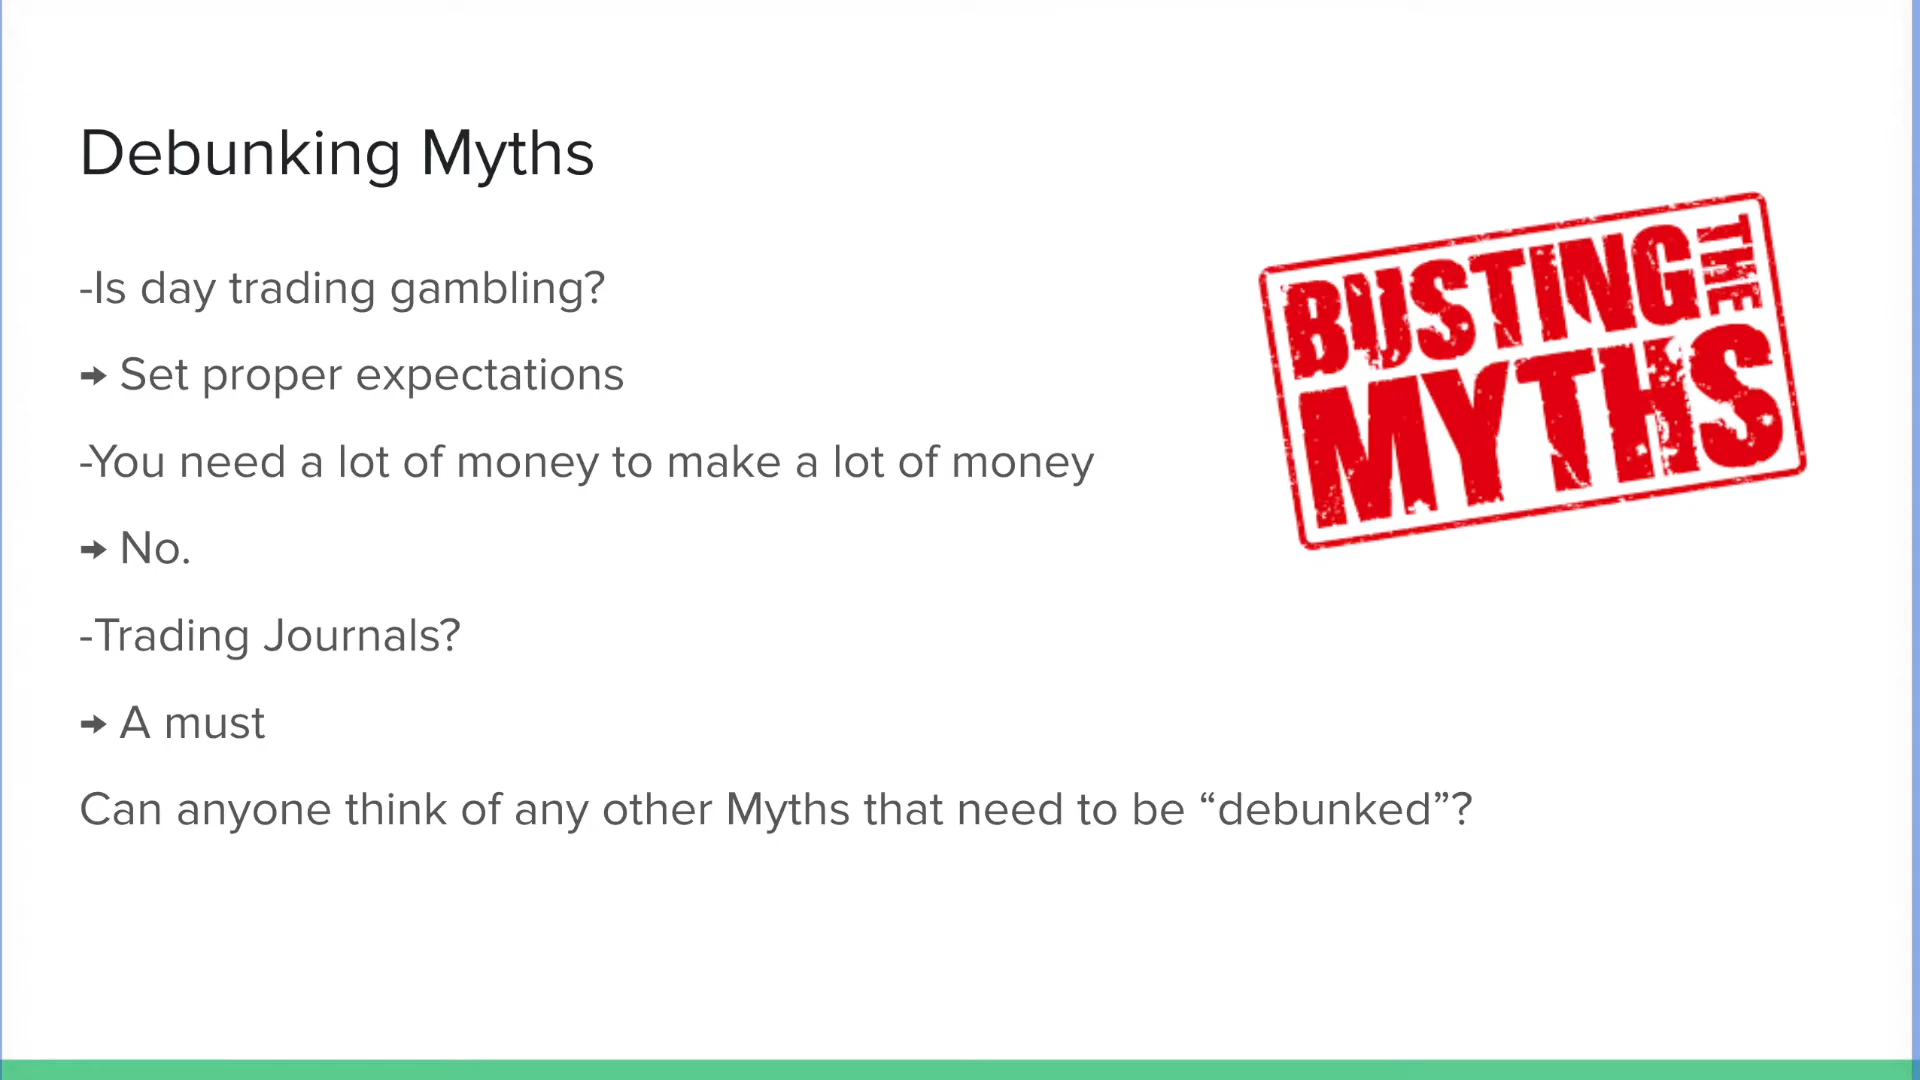 Debunking Myths
-Is day trading gambling?
➡ Set proper expectations
-You need a lot of money to make a lot of money
➡ No.
-Trading Journals?
➡ A must
Can anyone think of any other Myths that need to be “debunked”?
BUSTING THE
MYTHS